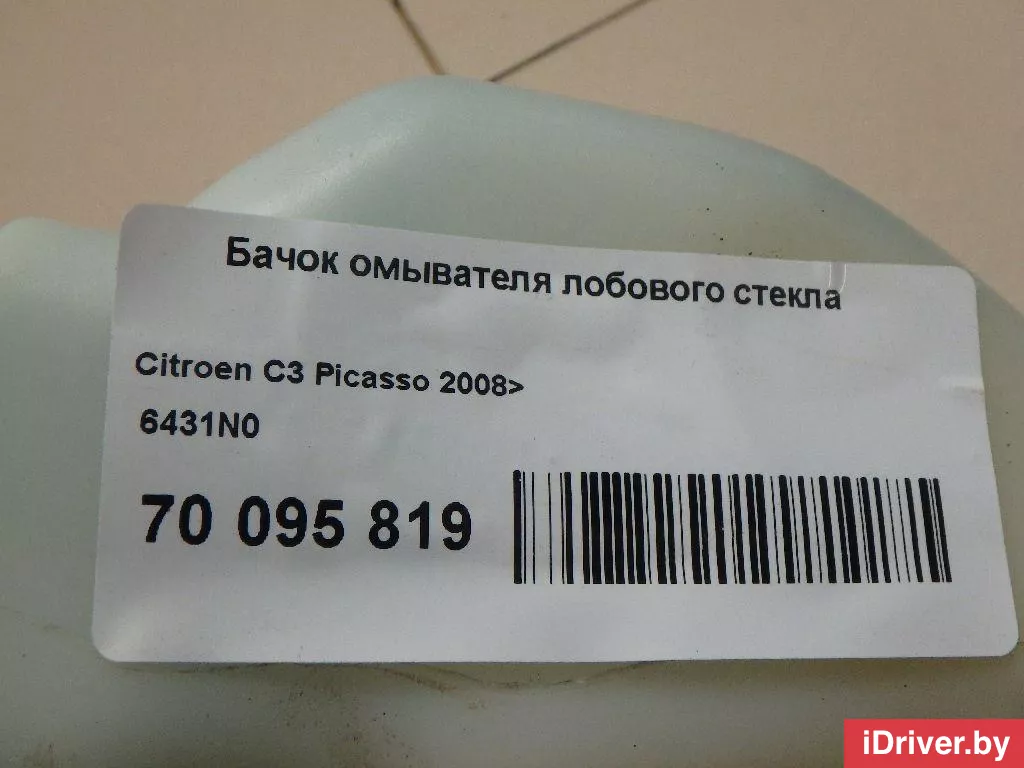 Бачок омывателя лобового стекла
Citroen C3 Picasso 2008>
6431N0
70 095 819
iDriver.by